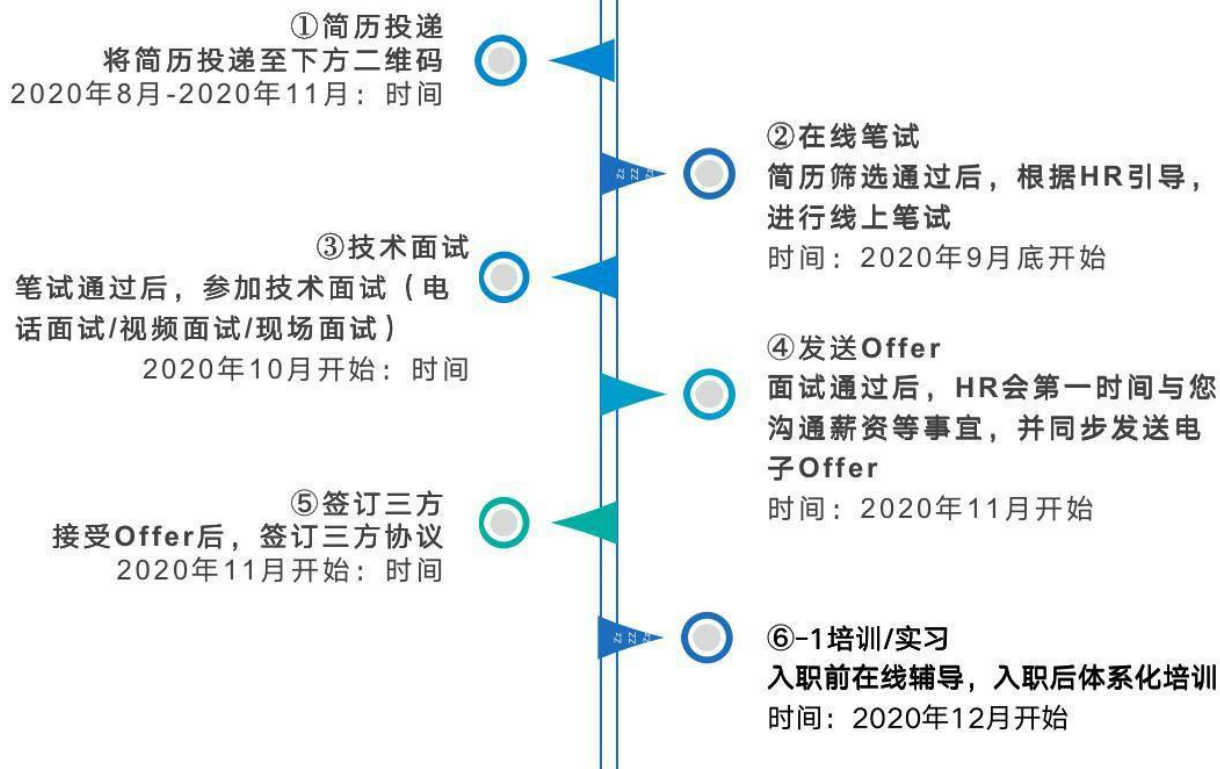 ①简历投递
将简历投递至下方二维码
2020年8月-2020年11月：时间
②在线笔试
简历筛选通过后，根据HR引导，
进行线上笔试
时间：2020年9月底开始
③技术面试
笔试通过后，参加技术面试（电
话面试/视频面试/现场面试）
2020年10月开始：时间
④发送Offer
面试通过后，HR会第一时间与您
沟通薪资等事宜，并同步发送电
子Offer
时间：2020年11月开始
⑤签订三方
接受Offer后，签订三方协议
2020年11月开始：时间
⑥-1培训/实习
入职前在线辅导，入职后体系化培训
时间：2020年12月开始